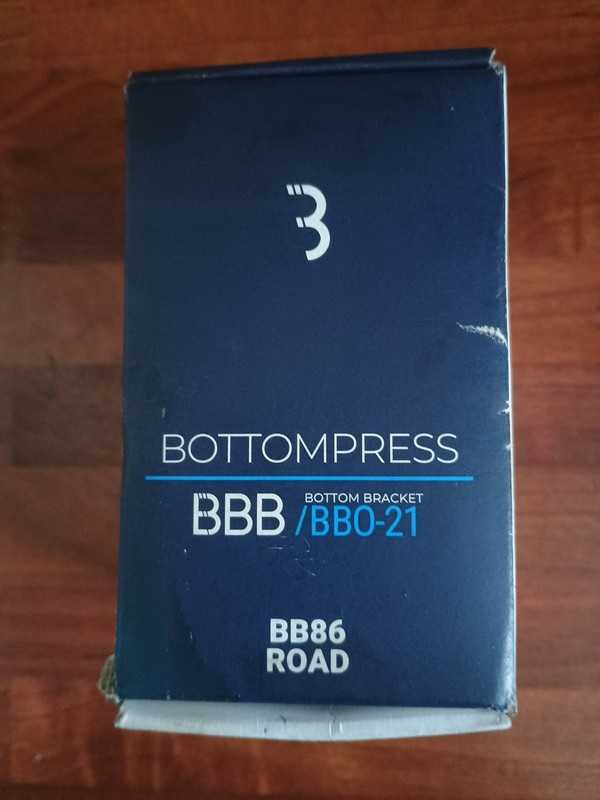 BOTTOMPRESS
BBB /BBO-21
BOTTOM BRACKET
BB86
ROAD